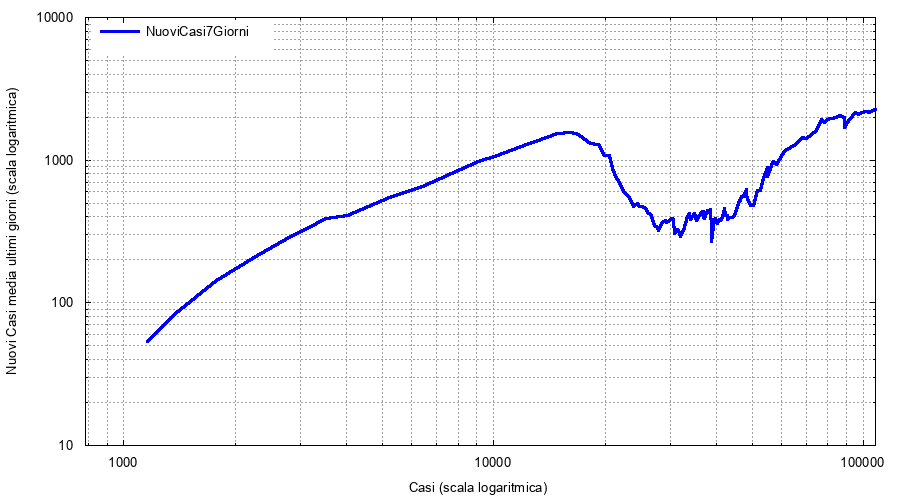 10000
NuoviCasi7Giorni
1000
100
10
1000 10000 100000
Casi (scala logaritmica)
Nuovi Casi media ultimi giorni (scala logaritmica)